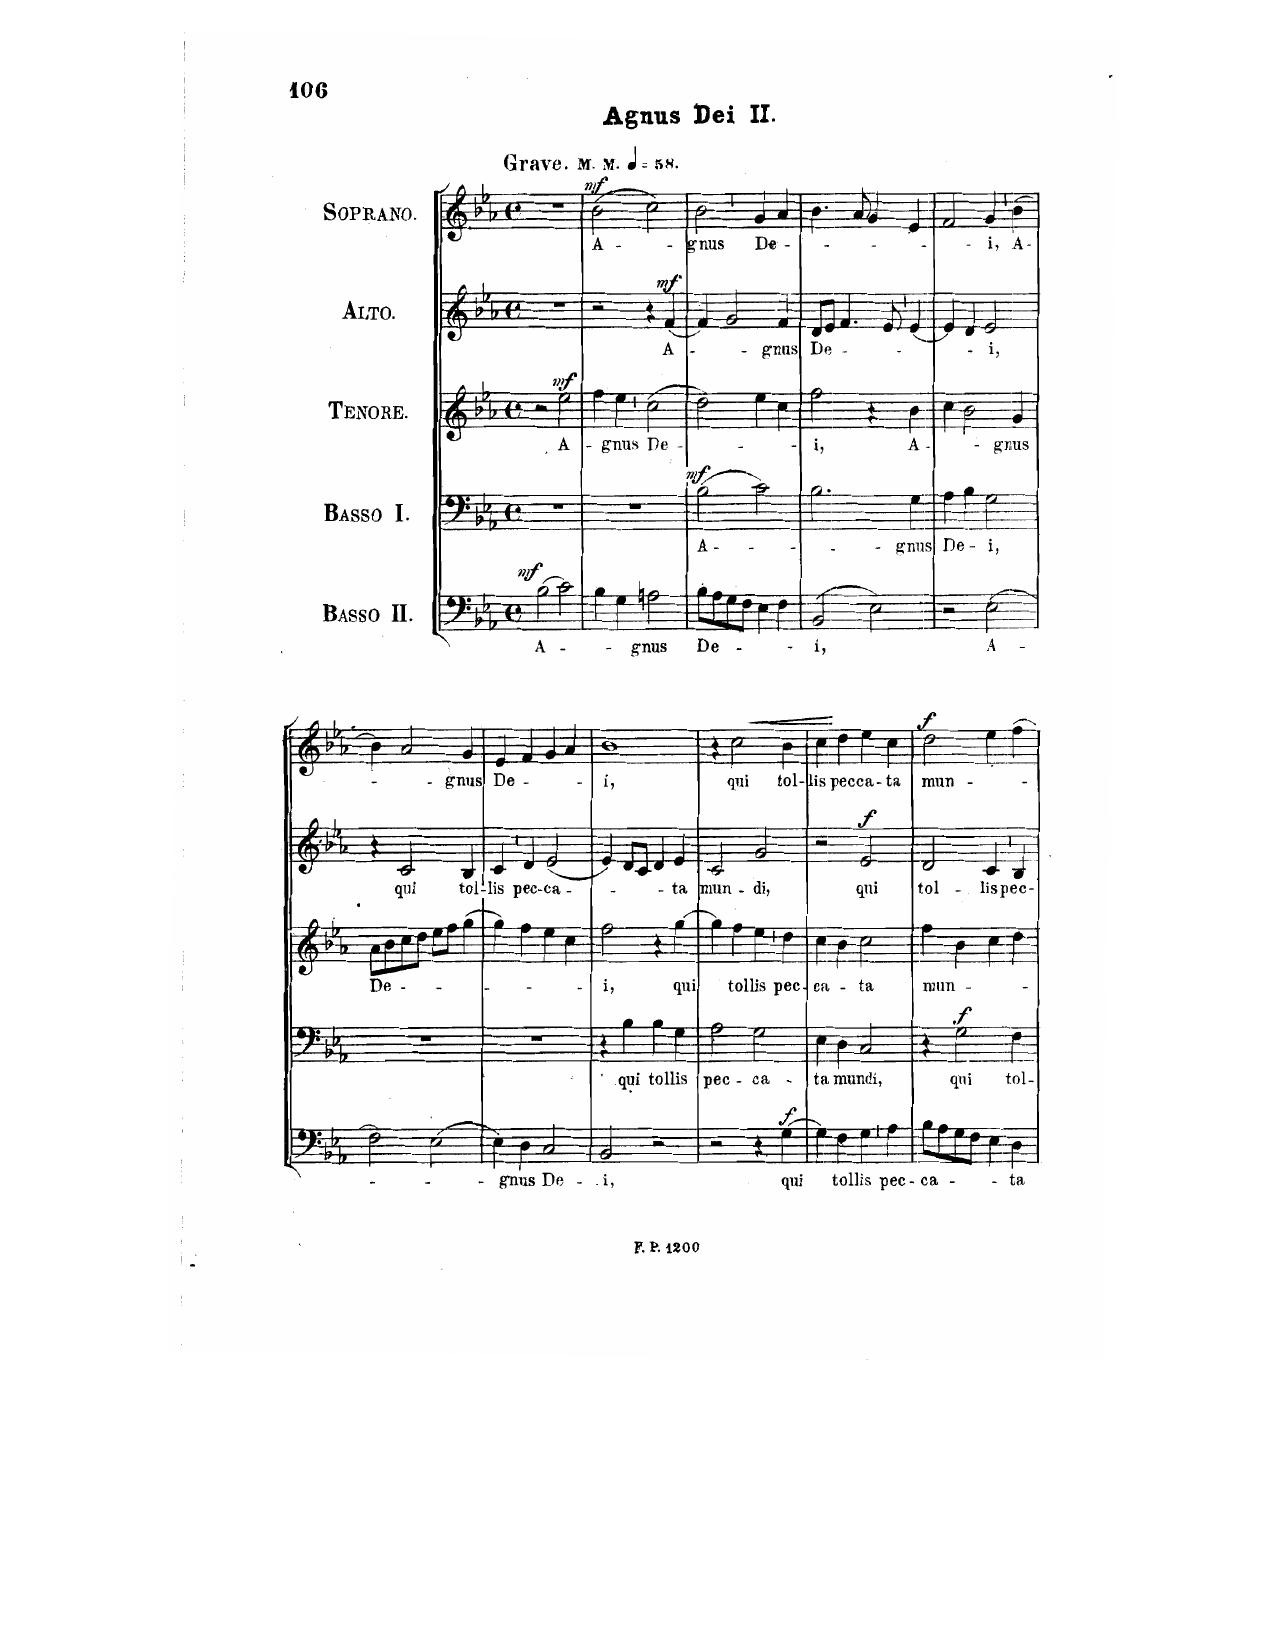 106
Agnus Dei II.
Grave. M. M. ♩= 58.
mf
SOPRANO.
A - - gnus De - - - - - i, A-
mf
ALTO.
A - - gnus De - - - - i,
mf
TENORE.
A - gnus De - - - i, A - - gnus
mf
BASSO I.
A - - - - gnus De - i,
mf
BASSO II.
A - - gnus De - - i, A -
- - gnus De - - i, qui tol-lis pecca-ta mun - - -
f
qui tol-lis pec-ca - - - ta mun - di, qui tol - lis pec-
f
De - - - - - - i, qui tollis pec-ca - ta mun - - -
f
qui tollis pec - ca - ta mundi, qui tol-
f
- - - gnus De - - i, qui tollis pec-ca - - ta
F. P. 1200